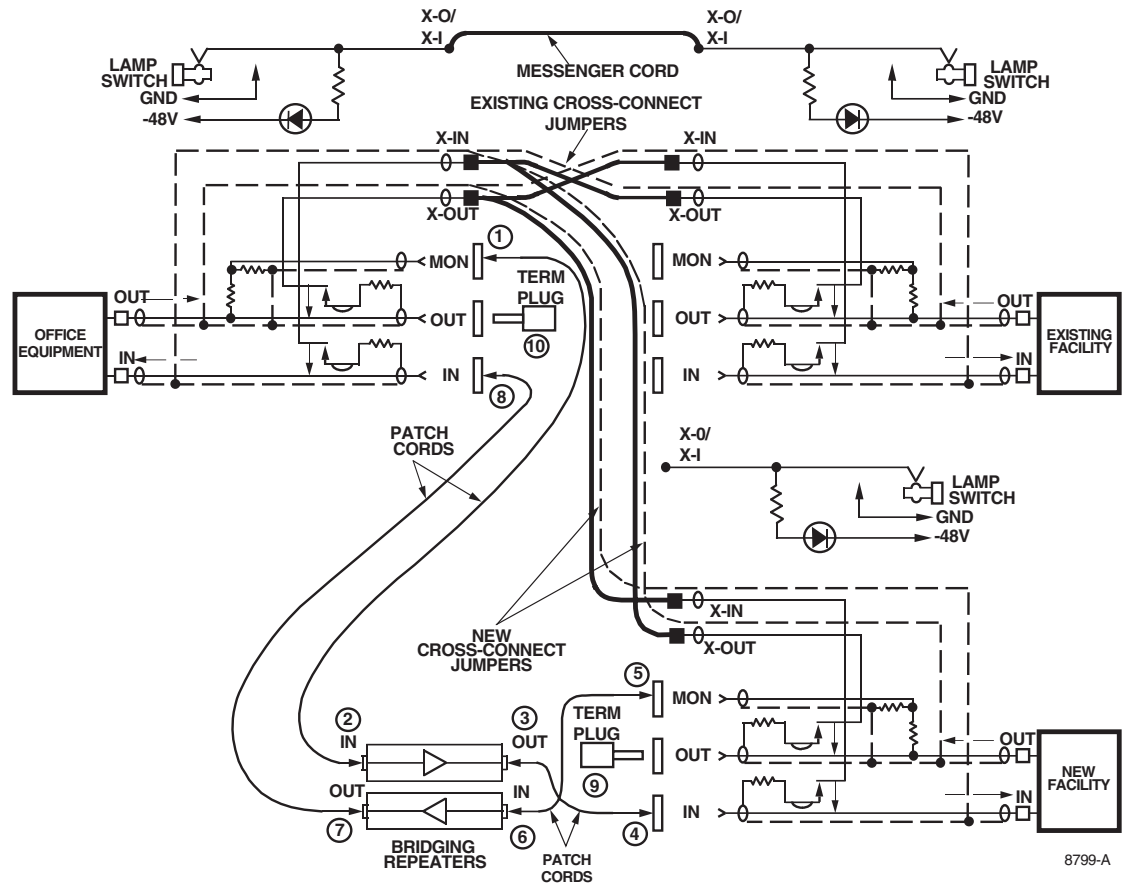 X-O/
X-I
X-O/
X-I
LAMP
SWITCH
GND
-48V
MESSENGER CORD
LAMP
SWITCH
GND
-48V
EXISTING CROSS-CONNECT
JUMPERS
X-IN
X-IN
X-OUT
X-OUT
1
MON
MON
TERM
PLUG
OUT
OUT
OUT
OUT
OFFICE
EQUIPMENT
EXISTING
FACILITY
10
IN
IN
IN
IN
8
PATCH
CORDS
X-0/
X-I
LAMP
SWITCH
GND
-48V
X-IN
NEW
CROSS-CONNECT
JUMPERS
X-OUT
5
MON
2
IN
3
OUT
TERM
PLUG
OUT
OUT
9
NEW
FACILITY
OUT
IN
IN
IN
7
6
4
BRIDGING
REPEATERS
PATCH
CORDS
8799-A